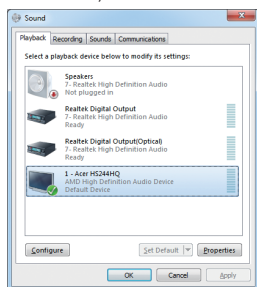 Sound
Playback
Recording
Sounds
Communications
Select a playback device below to modify its settings:
Speakers
7- Realtek High Definition Audio
Not plugged in
Realtek Digital Output
7- Realtek High Definition Audio
Ready
Realtek Digital Output(Optical)
7- Realtek High Definition Audio
Ready
1 - Acer HS244HQ
AMD High Definition Audio Device
Default Device
Configure
Set Default
Properties
OK
Cancel
Apply